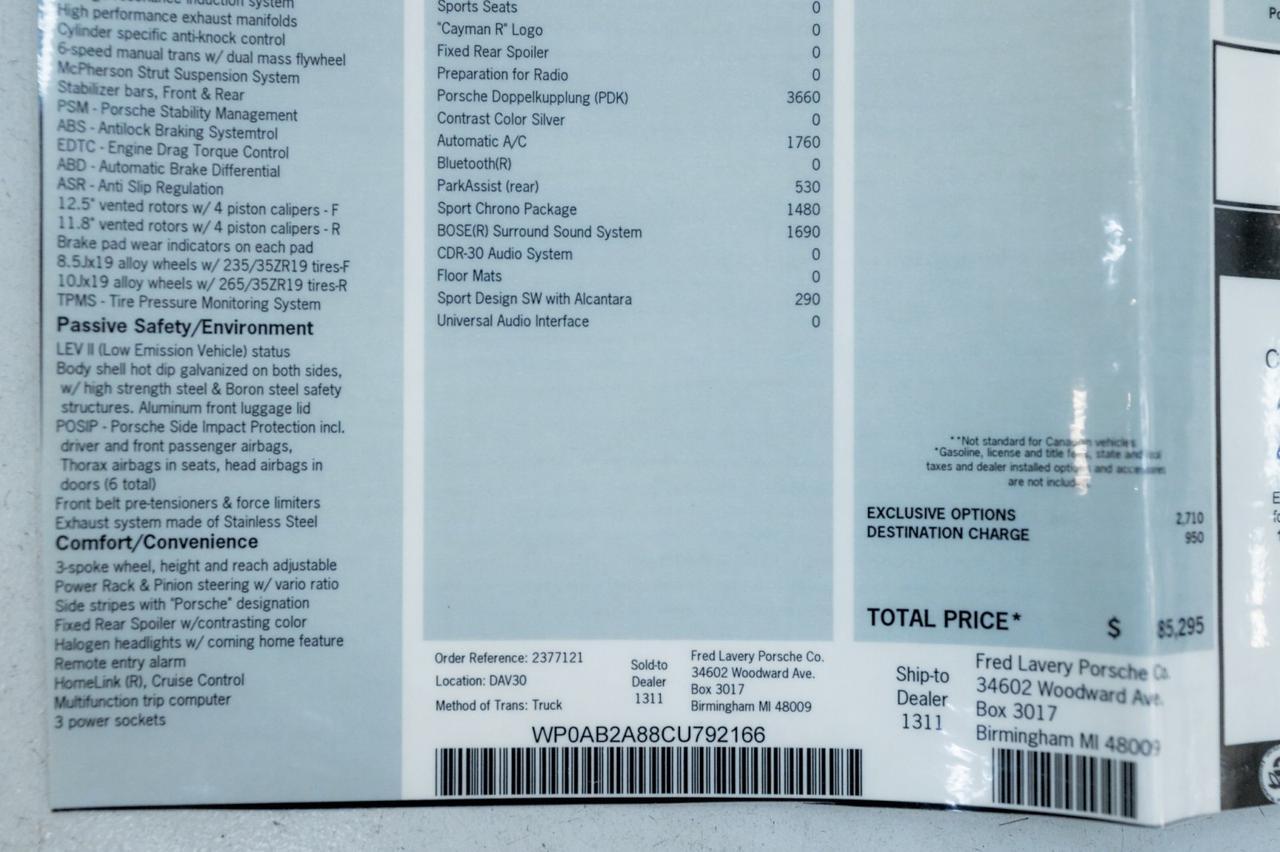 induction system
High performance exhaust manifolds
Cylinder specific anti-knock control
6-speed manual trans w/ dual mass flywheel
McPherson Strut Suspension System
Stabilizer bars, Front & Rear
PSM - Porsche Stability Management
ABS - Antilock Braking Systemtrol
EDTC - Engine Drag Torque Control
ABD - Automatic Brake Differential
ASR - Anti Slip Regulation
12.5" vented rotors w/ 4 piston calipers - F
11.8" vented rotors w/ 4 piston calipers - R
Brake pad wear indicators on each pad
8.5Jx19 alloy wheels w/ 235/35ZR19 tires-F
10Jx19 alloy wheels w/ 265/35ZR19 tires-R
TPMS - Tire Pressure Monitoring System
Passive Safety/Environment
LEV II (Low Emission Vehicle) status
Body shell hot dip galvanized on both sides,
w/ high strength steel & Boron steel safety
structures. Aluminum front luggage lid
POSIP - Porsche Side Impact Protection incl.
driver and front passenger airbags,
Thorax airbags in seats, head airbags in
doors (6 total)
Front belt pre-tensioners & force limiters
Exhaust system made of Stainless Steel
Comfort/Convenience
3-spoke wheel, height and reach adjustable
Power Rack & Pinion steering w/ vario ratio
Side stripes with "Porsche" designation
Fixed Rear Spoiler w/contrasting color
Halogen headlights w/ coming home feature
Remote entry alarm
HomeLink (R), Cruise Control
Multifunction trip computer
3 power sockets
Sports Seats 0
"Cayman R" Logo 0
Fixed Rear Spoiler 0
Preparation for Radio 0
Porsche Doppelkupplung (PDK) 3660
Contrast Color Silver 0
Automatic A/C 1760
Bluetooth(R) 0
ParkAssist (rear) 530
Sport Chrono Package 1480
BOSE(R) Surround Sound System 1690
CDR-30 Audio System 0
Floor Mats 0
Sport Design SW with Alcantara 290
Universal Audio Interface 0
**Not standard for Canadian vehicles
*Gasoline, license and title fees, state and local
taxes and dealer installed options and accessories
are not included.
EXCLUSIVE OPTIONS 2,710
DESTINATION CHARGE 950
TOTAL PRICE* $ 85,295
Order Reference: 2377121
Location: DAV30
Method of Trans: Truck
Sold-to
Dealer
1311
Fred Lavery Porsche Co.
34602 Woodward Ave.
Box 3017
Birmingham MI 48009
WP0AB2A88CU792166
Ship-to
Dealer
1311
Fred Lavery Porsche Co.
34602 Woodward Ave.
Box 3017
Birmingham MI 48009